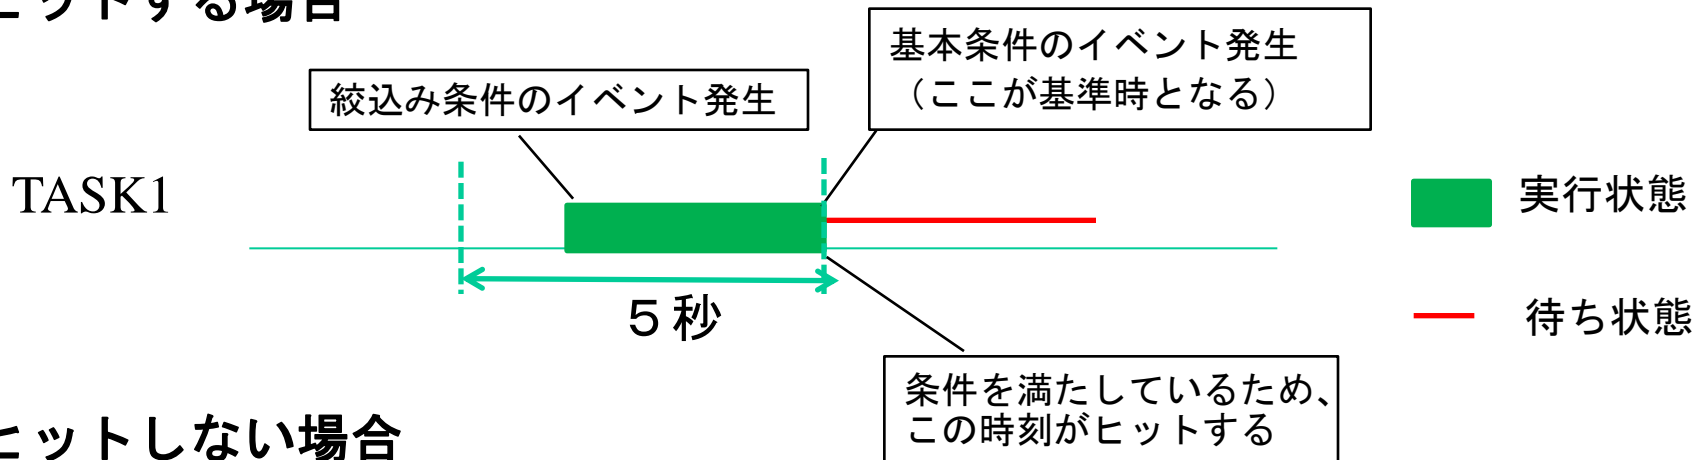 ヒットする場合
基本条件のイベント発生
（ここが基準時となる）
絞込み条件のイベント発生
TASK1
実行状態
５秒
待ち状態
条件を満たしているため、
この時刻がヒットする
ヒットしない場合